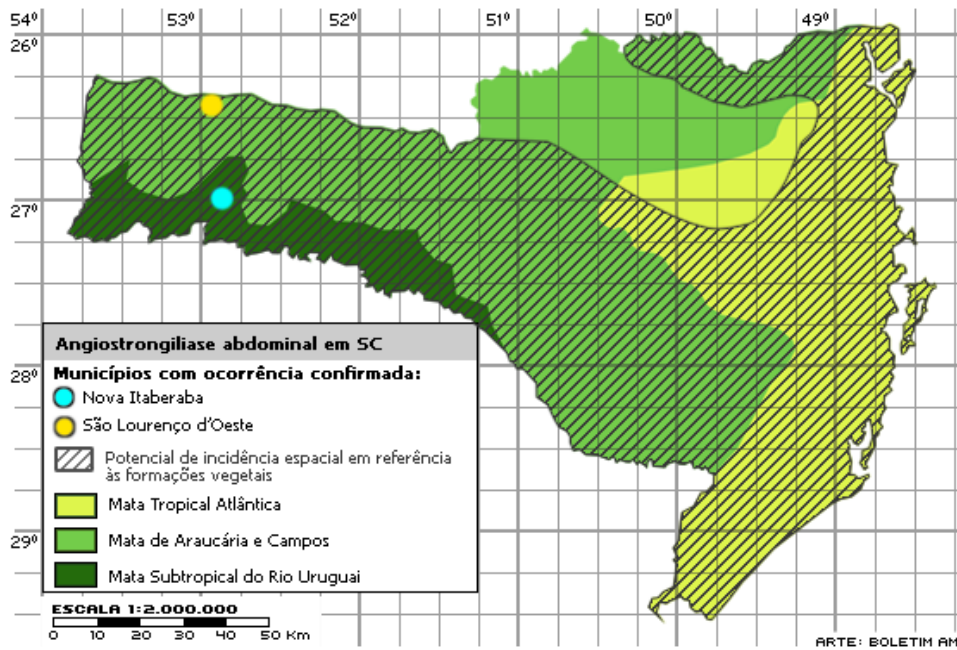 54º 53º 52º 51º 50º 49º
26º
27º
28º
29º
Angiostrongiliase abdominal em SC
Municípios com ocorrência confirmada:
Nova Itaberaba
São Lourenço d'Oeste
Potencial de incidência espacial em referência
às formações vegetais
Mata Tropical Atlântica
Mata de Araucária e Campos
Mata Subtropical do Rio Uruguai
ESCALA 1:2.000.000
0 10 20 30 40 50 Km
ARTE: BOLETIM AM